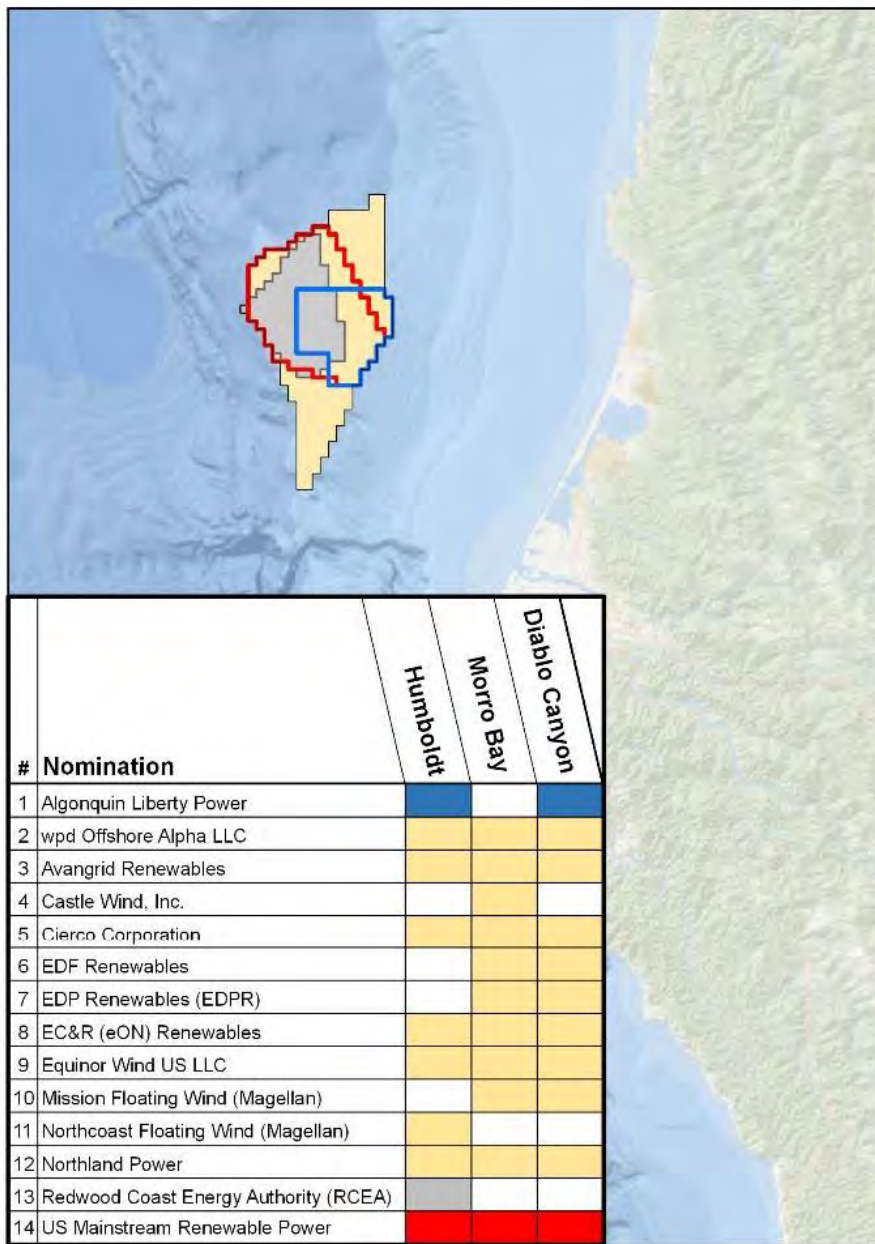 Humboldt
Morro Bay
Diablo Canyon
# Nomination
1 Algonquin Liberty Power
2 wpd Offshore Alpha LLC
3 Avangrid Renewables
4 Castle Wind, Inc.
5 Cierco Corporation
6 EDF Renewables
7 EDP Renewables (EDPR)
8 EC&R (eON) Renewables
9 Equinor Wind US LLC
10 Mission Floating Wind (Magellan)
11 Northcoast Floating Wind (Magellan)
12 Northland Power
13 Redwood Coast Energy Authority (RCEA)
14 US Mainstream Renewable Power